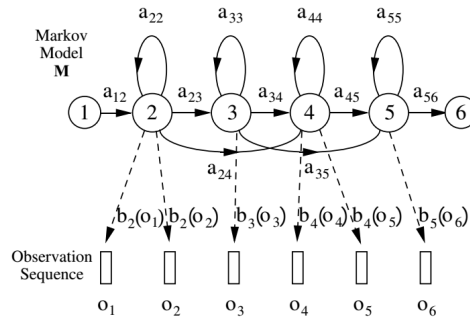 a₂₂ a₃₃ a₄₄ a₅₅
Markov
Model
M
a₁₂ a₂₃ a₃₄ a₄₅ a₅₆
1 2 3 4 5 6
a₂₄ a₃₅
b₂(o₁) b₂(o₂) b₃(o₃) b₄(o₄) b₄(o₅) b₅(o₆)
Observation
Sequence
o₁ o₂ o₃ o₄ o₅ o₆